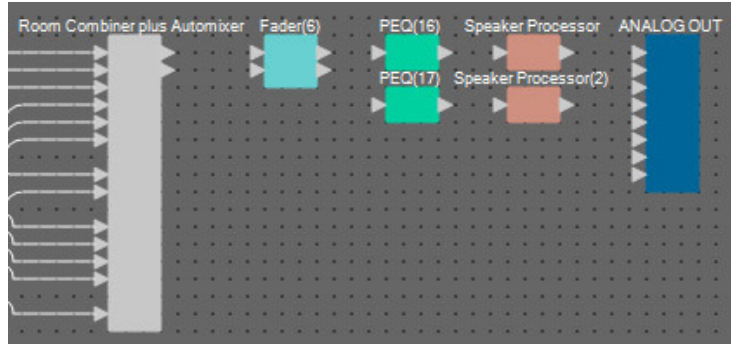 Room Combiner plus Automixer Fader(6) PEQ(16) Speaker Processor ANALOG OUT
PEQ(17) Speaker Processor(2)